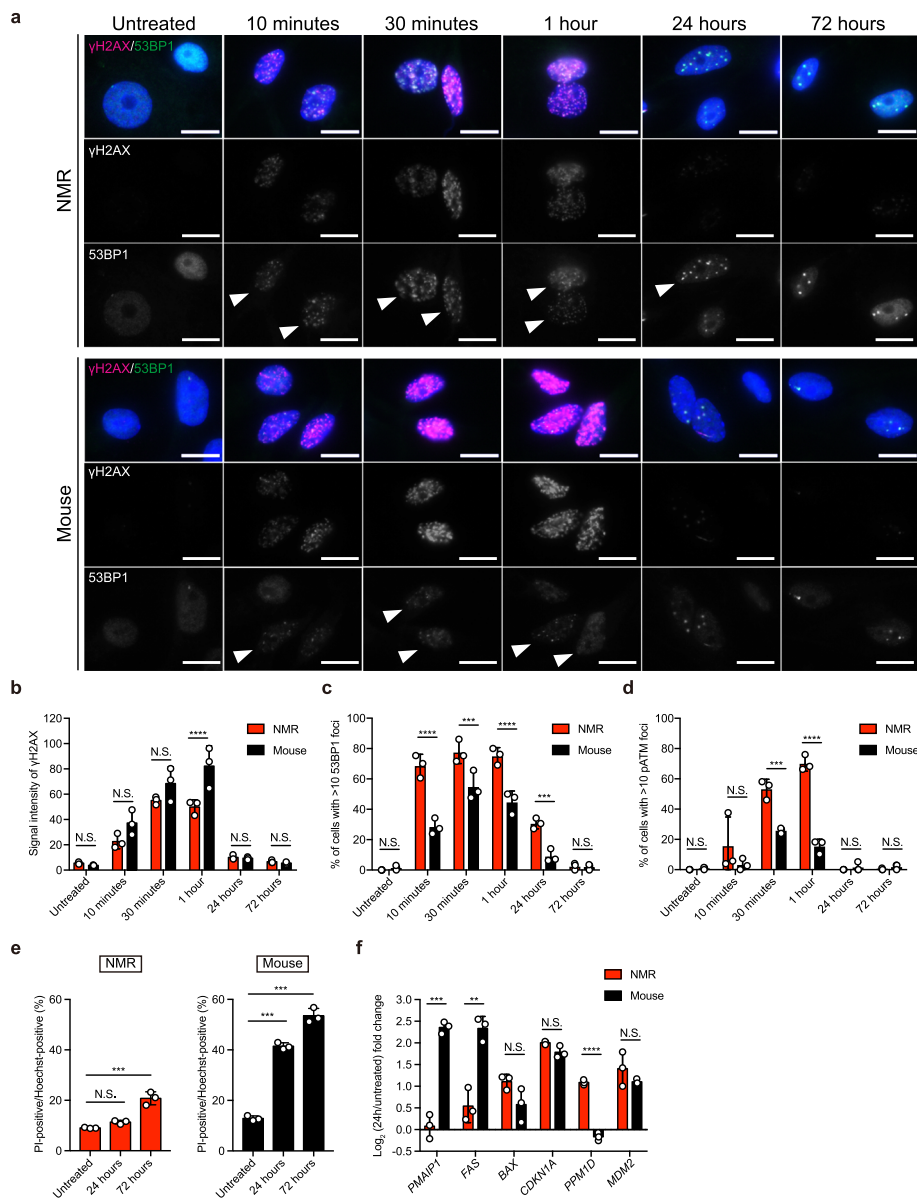 a
Untreated 10 minutes 30 minutes 1 hour 24 hours 72 hours
NMR
γH2AX/53BP1
γH2AX
53BP1
Mouse
γH2AX/53BP1
γH2AX
53BP1
b
Signal intensity of γH2AX
120
100
80
60
40
20
0
NMR
Mouse
N.S. N.S. N.S. **** N.S. N.S.
Untreated 10 minutes 30 minutes 1 hour 24 hours 72 hours
c
% of cells with >10 53BP1 foci
100
80
60
40
20
0
NMR
Mouse
N.S. **** *** **** *** N.S.
Untreated 10 minutes 30 minutes 1 hour 24 hours 72 hours
d
% of cells with >10 pATM foci
100
80
60
40
20
0
NMR
Mouse
N.S. N.S. *** **** N.S. N.S.
Untreated 10 minutes 30 minutes 1 hour 24 hours 72 hours
e
NMR
PI-positive/Hoechst-positive (%)
60
40
20
0
***
N.S.
Untreated 24 hours 72 hours
Mouse
PI-positive/Hoechst-positive (%)
60
40
20
0
***
***
Untreated 24 hours 72 hours
f
NMR
Mouse
Log2 (24h/untreated) fold change
3.0
2.5
2.0
1.5
1.0
0.5
0.0
-0.5
*** ** N.S. N.S. **** N.S.
PMAIP1 FAS BAX CDKN1A PPM1D MDM2